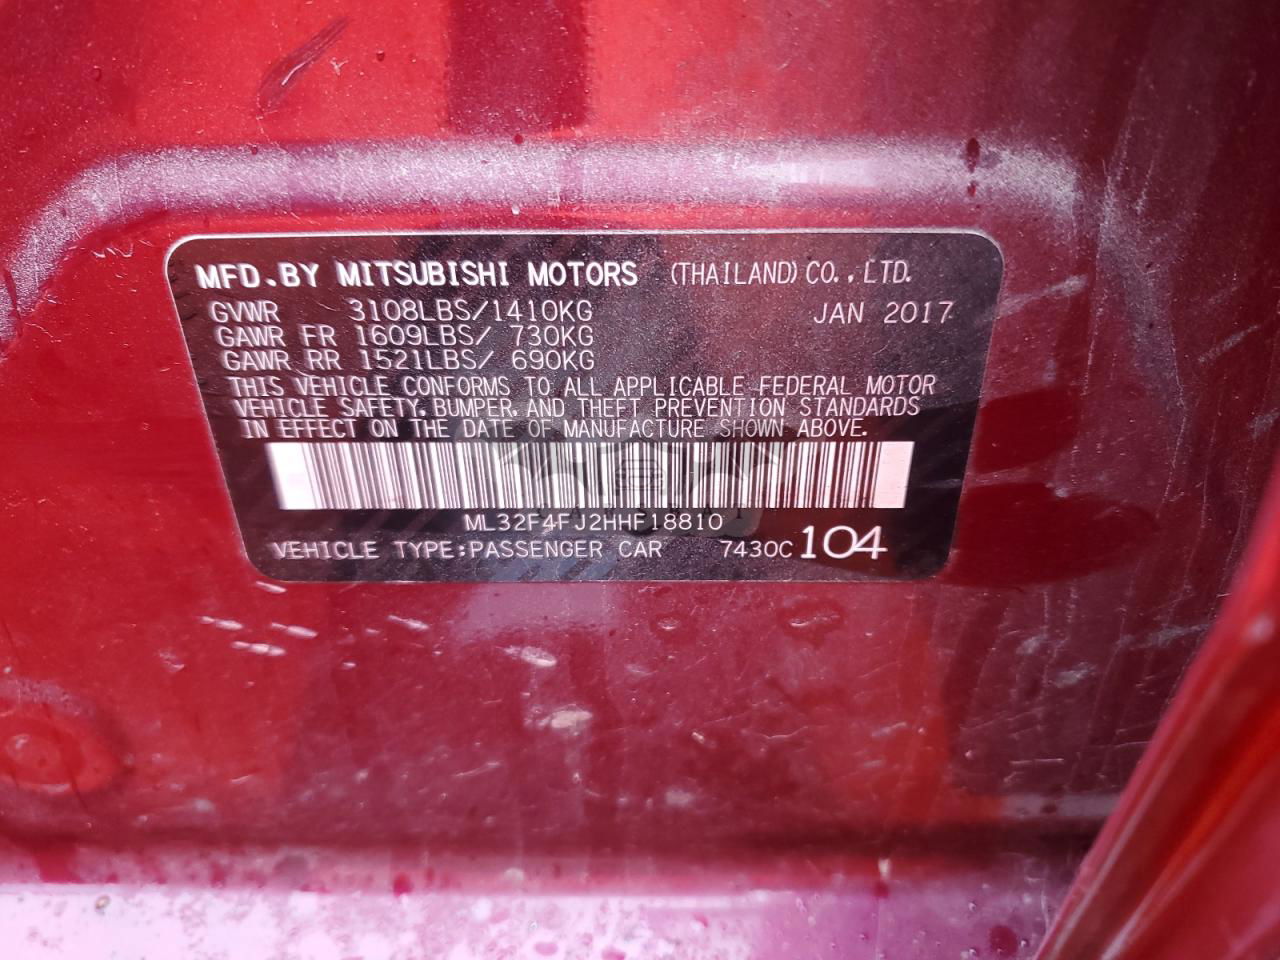 MFD.BY MITSUBISHI MOTORS (THAILAND) CO.,LTD.
GVWR 3108LBS/1410KG JAN 2017
GAWR FR 1609LBS/ 730KG
GAWR RR 1521LBS/ 690KG
THIS VEHICLE CONFORMS TO ALL APPLICABLE FEDERAL MOTOR
VEHICLE SAFETY, BUMPER, AND THEFT PREVENTION STANDARDS
IN EFFECT ON THE DATE OF MANUFACTURE SHOWN ABOVE.
ML32F4FJ2HHF18810
VEHICLE TYPE:PASSENGER CAR 7430C 104